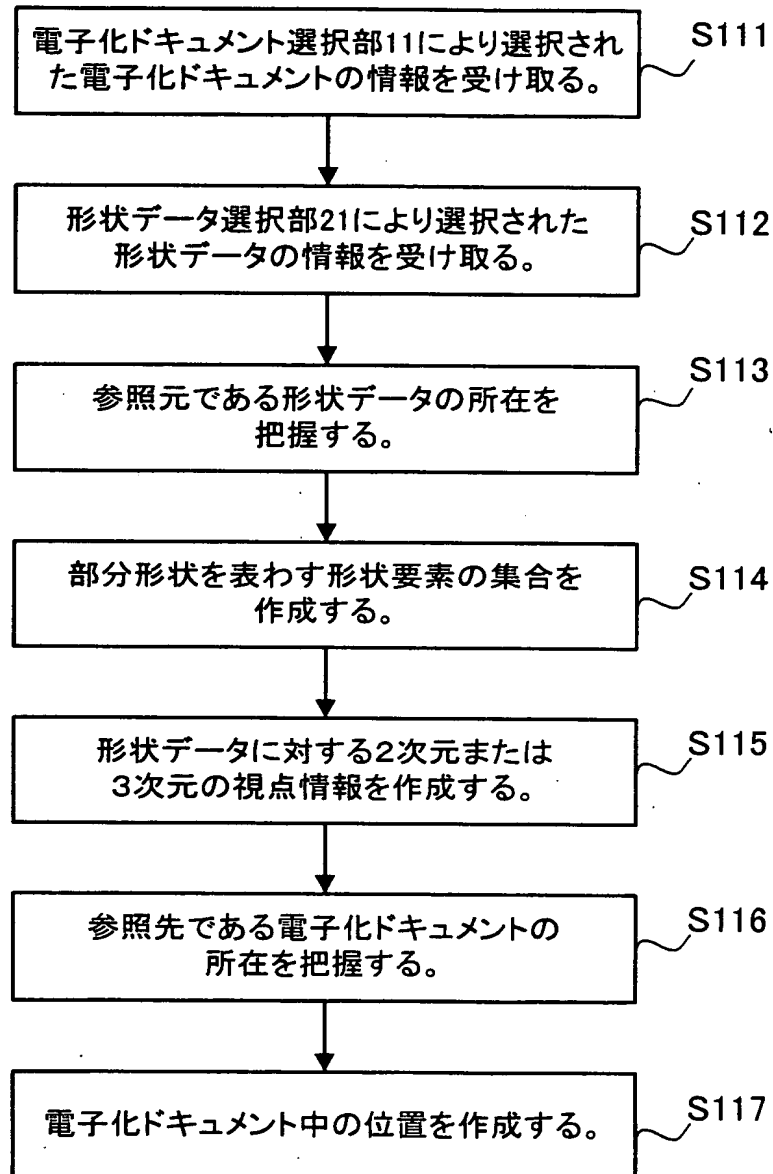 電子化ドキュメント選択部11により選択され
た電子化ドキュメントの情報を受け取る。
S111
形状データ選択部21により選択された
形状データの情報を受け取る。
S112
参照元である形状データの所在を
把握する。
S113
部分形状を表わす形状要素の集合を
作成する。
S114
形状データに対する2次元または
3次元の視点情報を作成する。
S115
参照先である電子化ドキュメントの
所在を把握する。
S116
電子化ドキュメント中の位置を作成する。
S117